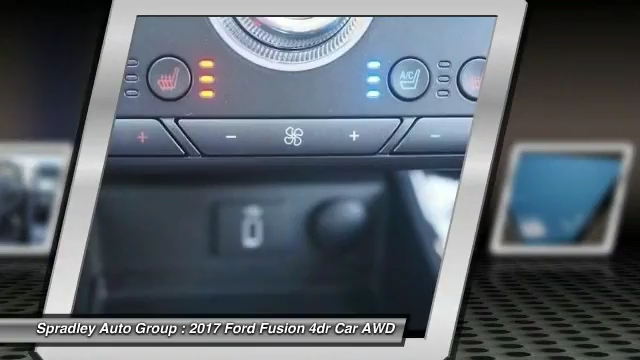 A/C
+ − + −
Spradley Auto Group : 2017 Ford Fusion 4dr Car AWD